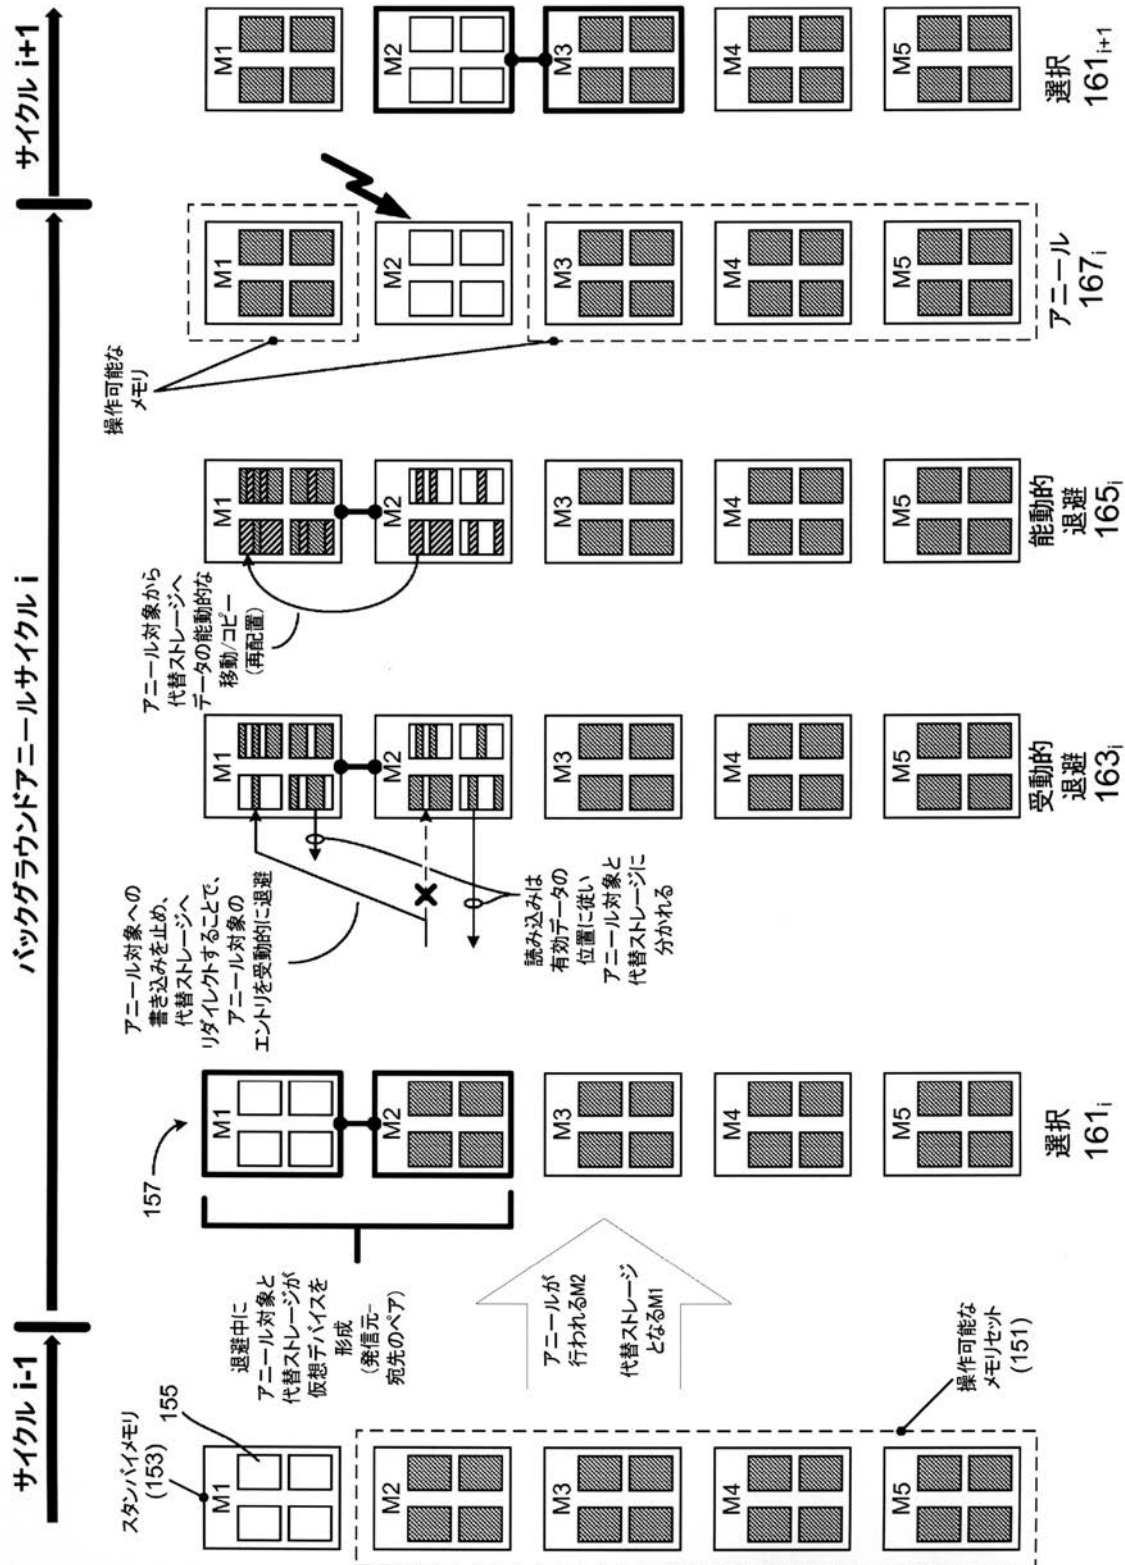 サイクル i-1
バックグラウンドアニールサイクル i
サイクル i+1
スタンバイメモリ
(153)
155
M1
M2
M3
M4
M5
操作可能な
メモリセット
(151)
退避中に
アニール対象と
代替ストレージが
仮想デバイスを
形成
(発信元-
宛先のペア)
アニールが
行われるM2
代替ストレージ
となるM1
157
M1
M2
M3
M4
M5
選択
161i
アニール対象への
書き込みを止め、
代替ストレージへ
リダイレクトすることで、
アニール対象の
エントリを受動的に退避
読み込みは
有効データの
位置に従い
アニール対象と
代替ストレージに
分かれる
M1
M2
M3
M4
M5
受動的
退避
163i
アニール対象から
代替ストレージへ
データの能動的な
移動/コピー
(再配置)
M1
M2
M3
M4
M5
能動的
退避
165i
操作可能な
メモリ
M1
M2
M3
M4
M5
アニール
167i
M1
M2
M3
M4
M5
選択
161i+1